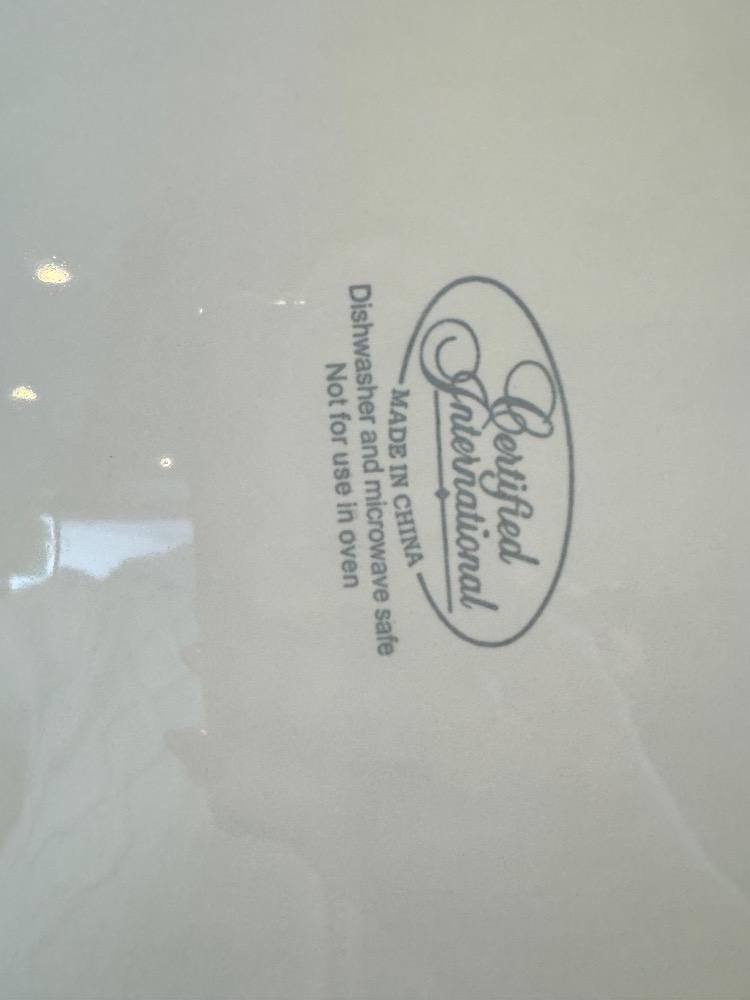 Certified
International
MADE IN CHINA
Dishwasher and microwave safe
Not for use in oven